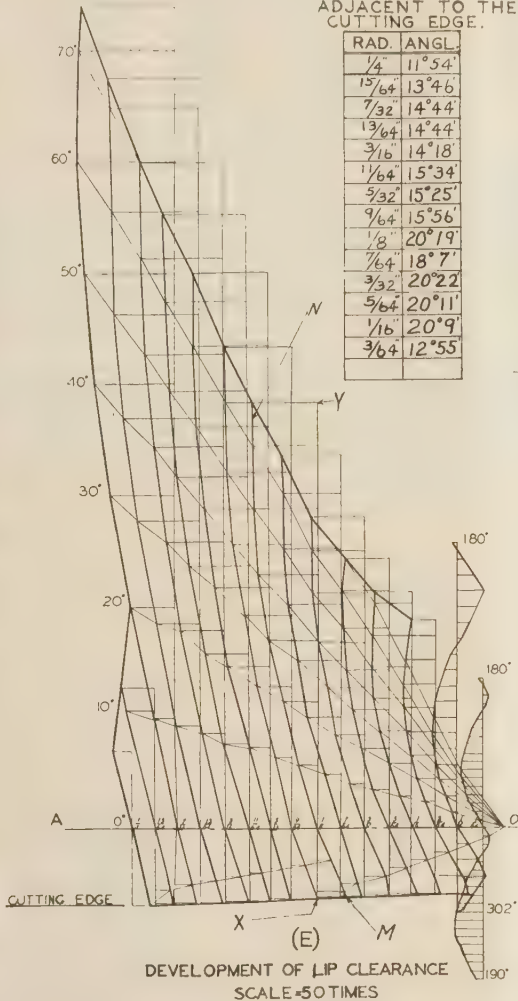 ADJACENT TO THE
CUTTING EDGE.
RAD. ANGL.
1/4" 11°54'
15/64" 13°46'
7/32" 14°44'
13/64" 14°44'
3/16" 14°18'
11/64" 15°34'
5/32" 15°25'
9/64" 15°56'
1/8" 20°19'
7/64" 18°7'
3/32" 20°22'
5/64" 20°11'
1/16" 20°9'
3/64" 12°55'
70°
60°
N
50°
Y
40°
30°
180°
20°
180°
10°
A 0° O
CUTTING EDGE
302°
X M
(E)
190°
DEVELOPMENT OF LIP CLEARANCE
SCALE=50 TIMES